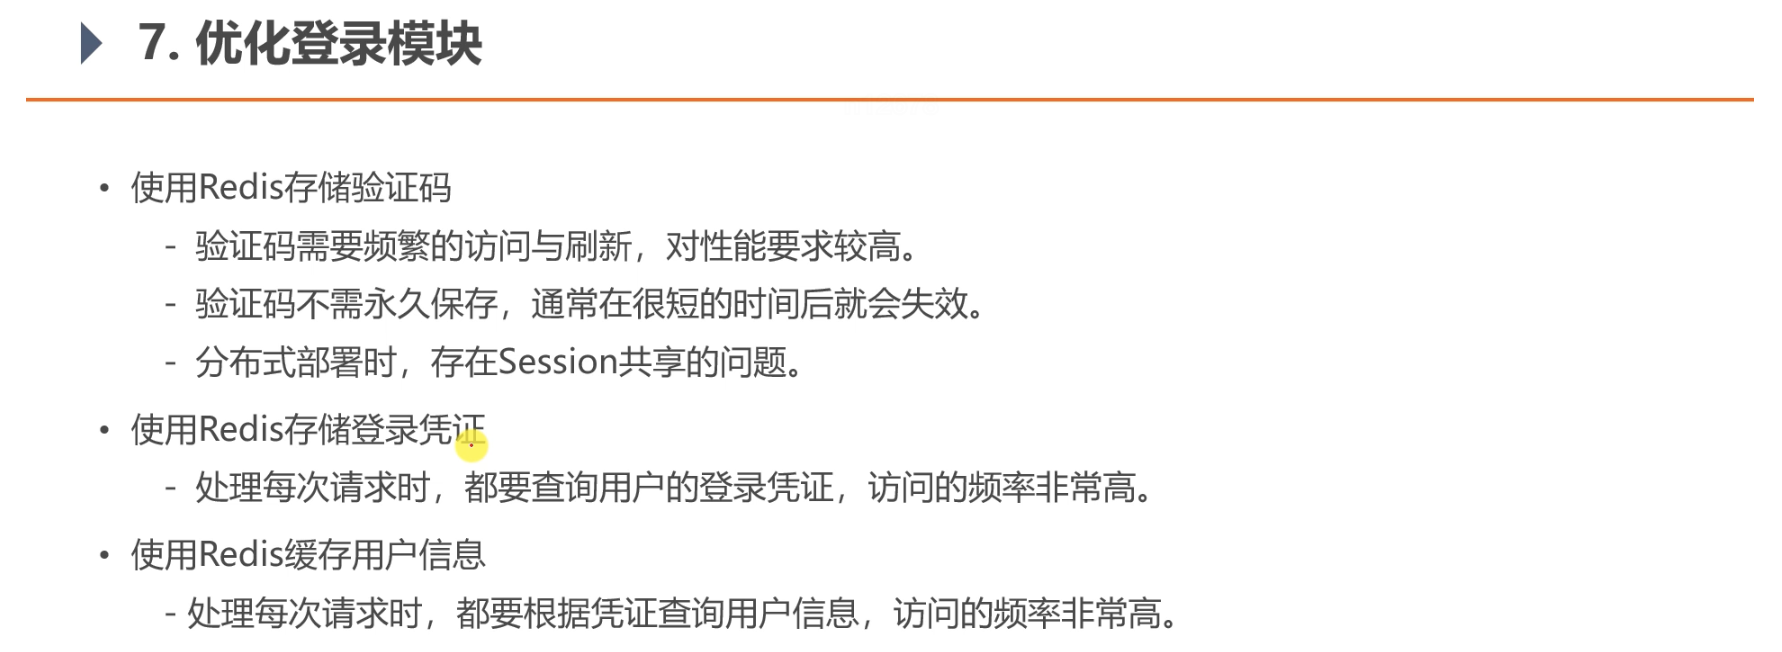 7. 优化登录模块
• 使用Redis存储验证码
- 验证码需要频繁的访问与刷新，对性能要求较高。
- 验证码不需永久保存，通常在很短的时间后就会失效。
- 分布式部署时，存在Session共享的问题。
• 使用Redis存储登录凭证
- 处理每次请求时，都要查询用户的登录凭证，访问的频率非常高。
• 使用Redis缓存用户信息
- 处理每次请求时，都要根据凭证查询用户信息，访问的频率非常高。